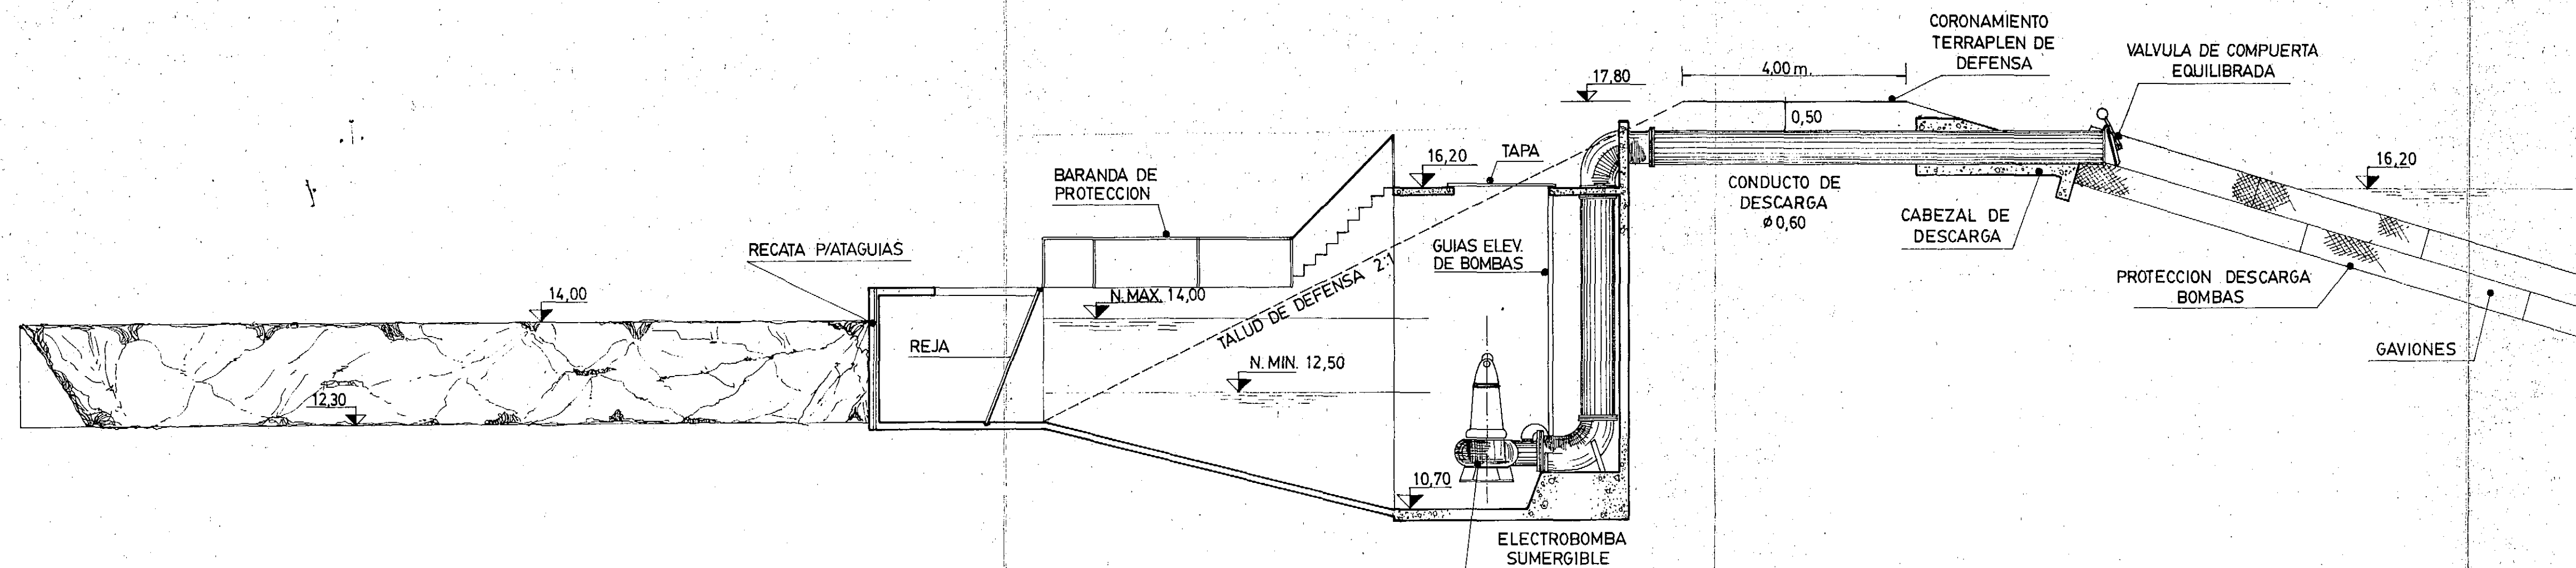 CORONAMIENTO
TERRAPLEN DE
DEFENSA
VALVULA DE COMPUERTA
EQUILIBRADA
4,00 m.
17,80
0,50
16,20
TAPA
16,20
BARANDA DE
PROTECCION
CONDUCTO DE
DESCARGA
Ø 0,60
CABEZAL DE
DESCARGA
RECATA P/ATAGUIAS
GUIAS ELEV.
DE BOMBAS
PROTECCION DESCARGA
BOMBAS
14,00
N. MAX. 14,00
TALUD DE DEFENSA 2:1
REJA
GAVIONES
N. MIN. 12,50
12,30
10,70
ELECTROBOMBA
SUMERGIBLE